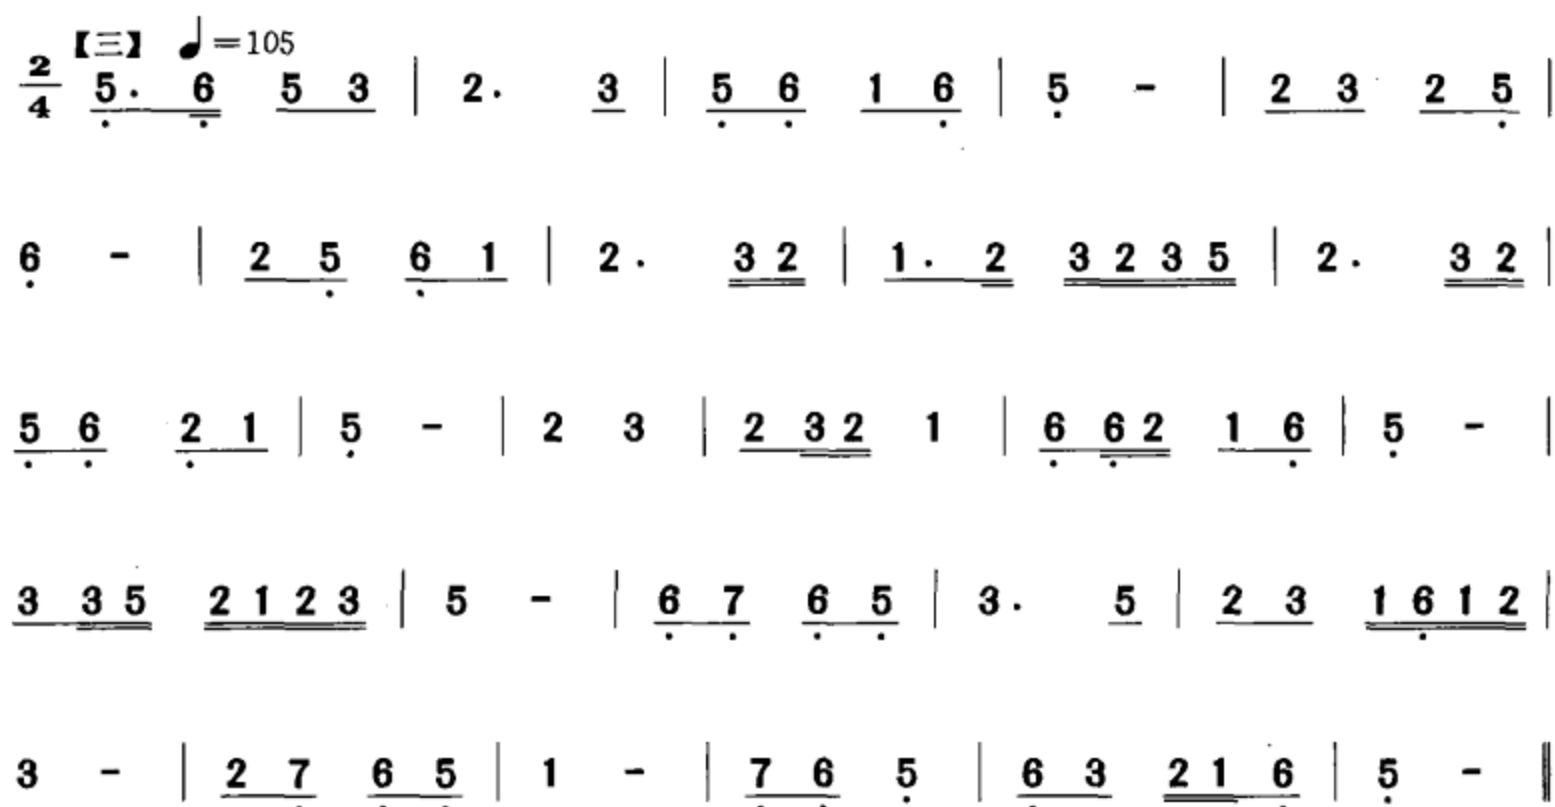 【三】 ♩=105
2/4 5. 6 5 3 | 2. 3 | 5 6 1 6 | 5 - | 2 3 2 5 |
6 - | 2 5 6 1 | 2. 3 2 | 1. 2 3 2 3 5 | 2. 3 2 |
5 6 2 1 | 5 - | 2 3 | 2 3 2 1 | 6 6 2 1 6 | 5 - |
3 3 5 2 1 2 3 | 5 - | 6 7 6 5 | 3. 5 | 2 3 1 6 1 2 |
3 - | 2 7 6 5 | 1 - | 7 6 5 | 6 3 2 1 6 | 5 - ‖